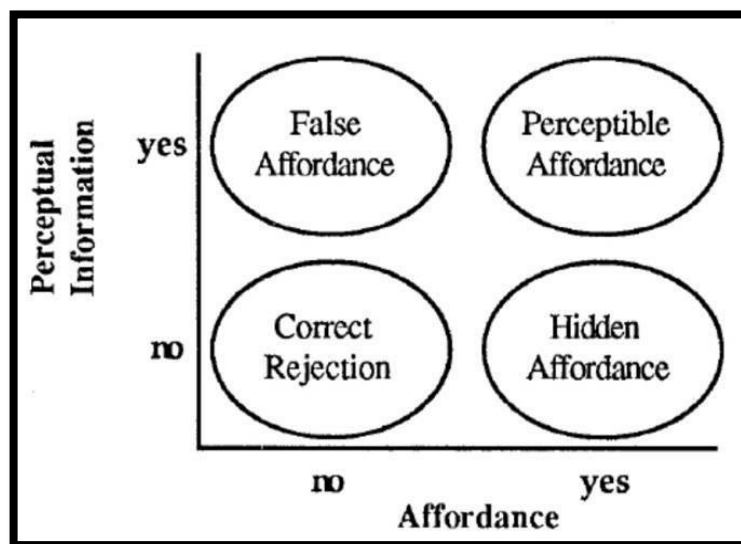 Perceptual
Information
yes
False
Affordance
Perceptible
Affordance
no
Correct
Rejection
Hidden
Affordance
no
yes
Affordance